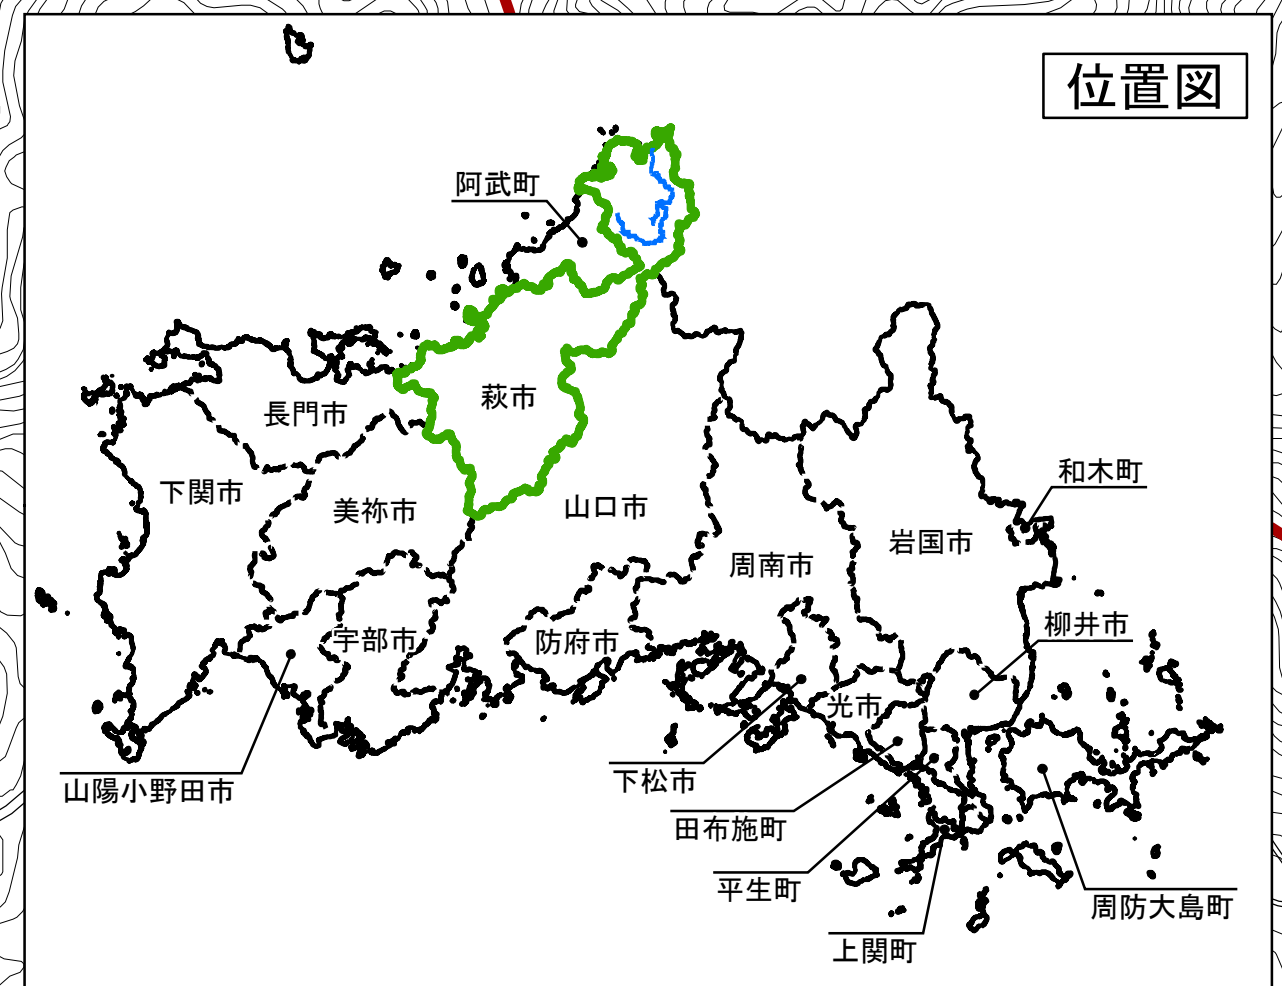 位置図
阿武町
萩市
長門市
和木町
下関市
美祢市
山口市
岩国市
周南市
柳井市
宇部市
防府市
光市
下松市
山陽小野田市
田布施町
平生町
周防大島町
上関町